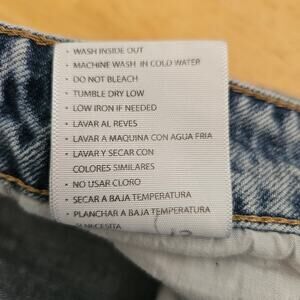 • WASH INSIDE OUT
• MACHINE WASH IN COLD WATER
• DO NOT BLEACH
• TUMBLE DRY LOW
• LOW IRON IF NEEDED
• LAVAR AL REVES
• LAVAR A MAQUINA CON AGUA FRIA
• LAVAR Y SECAR CON
COLORES SIMILARES
• NO USAR CLORO
• SECAR A BAJA TEMPERATURA
• PLANCHAR A BAJA TEMPERATURA
SI NECESITA